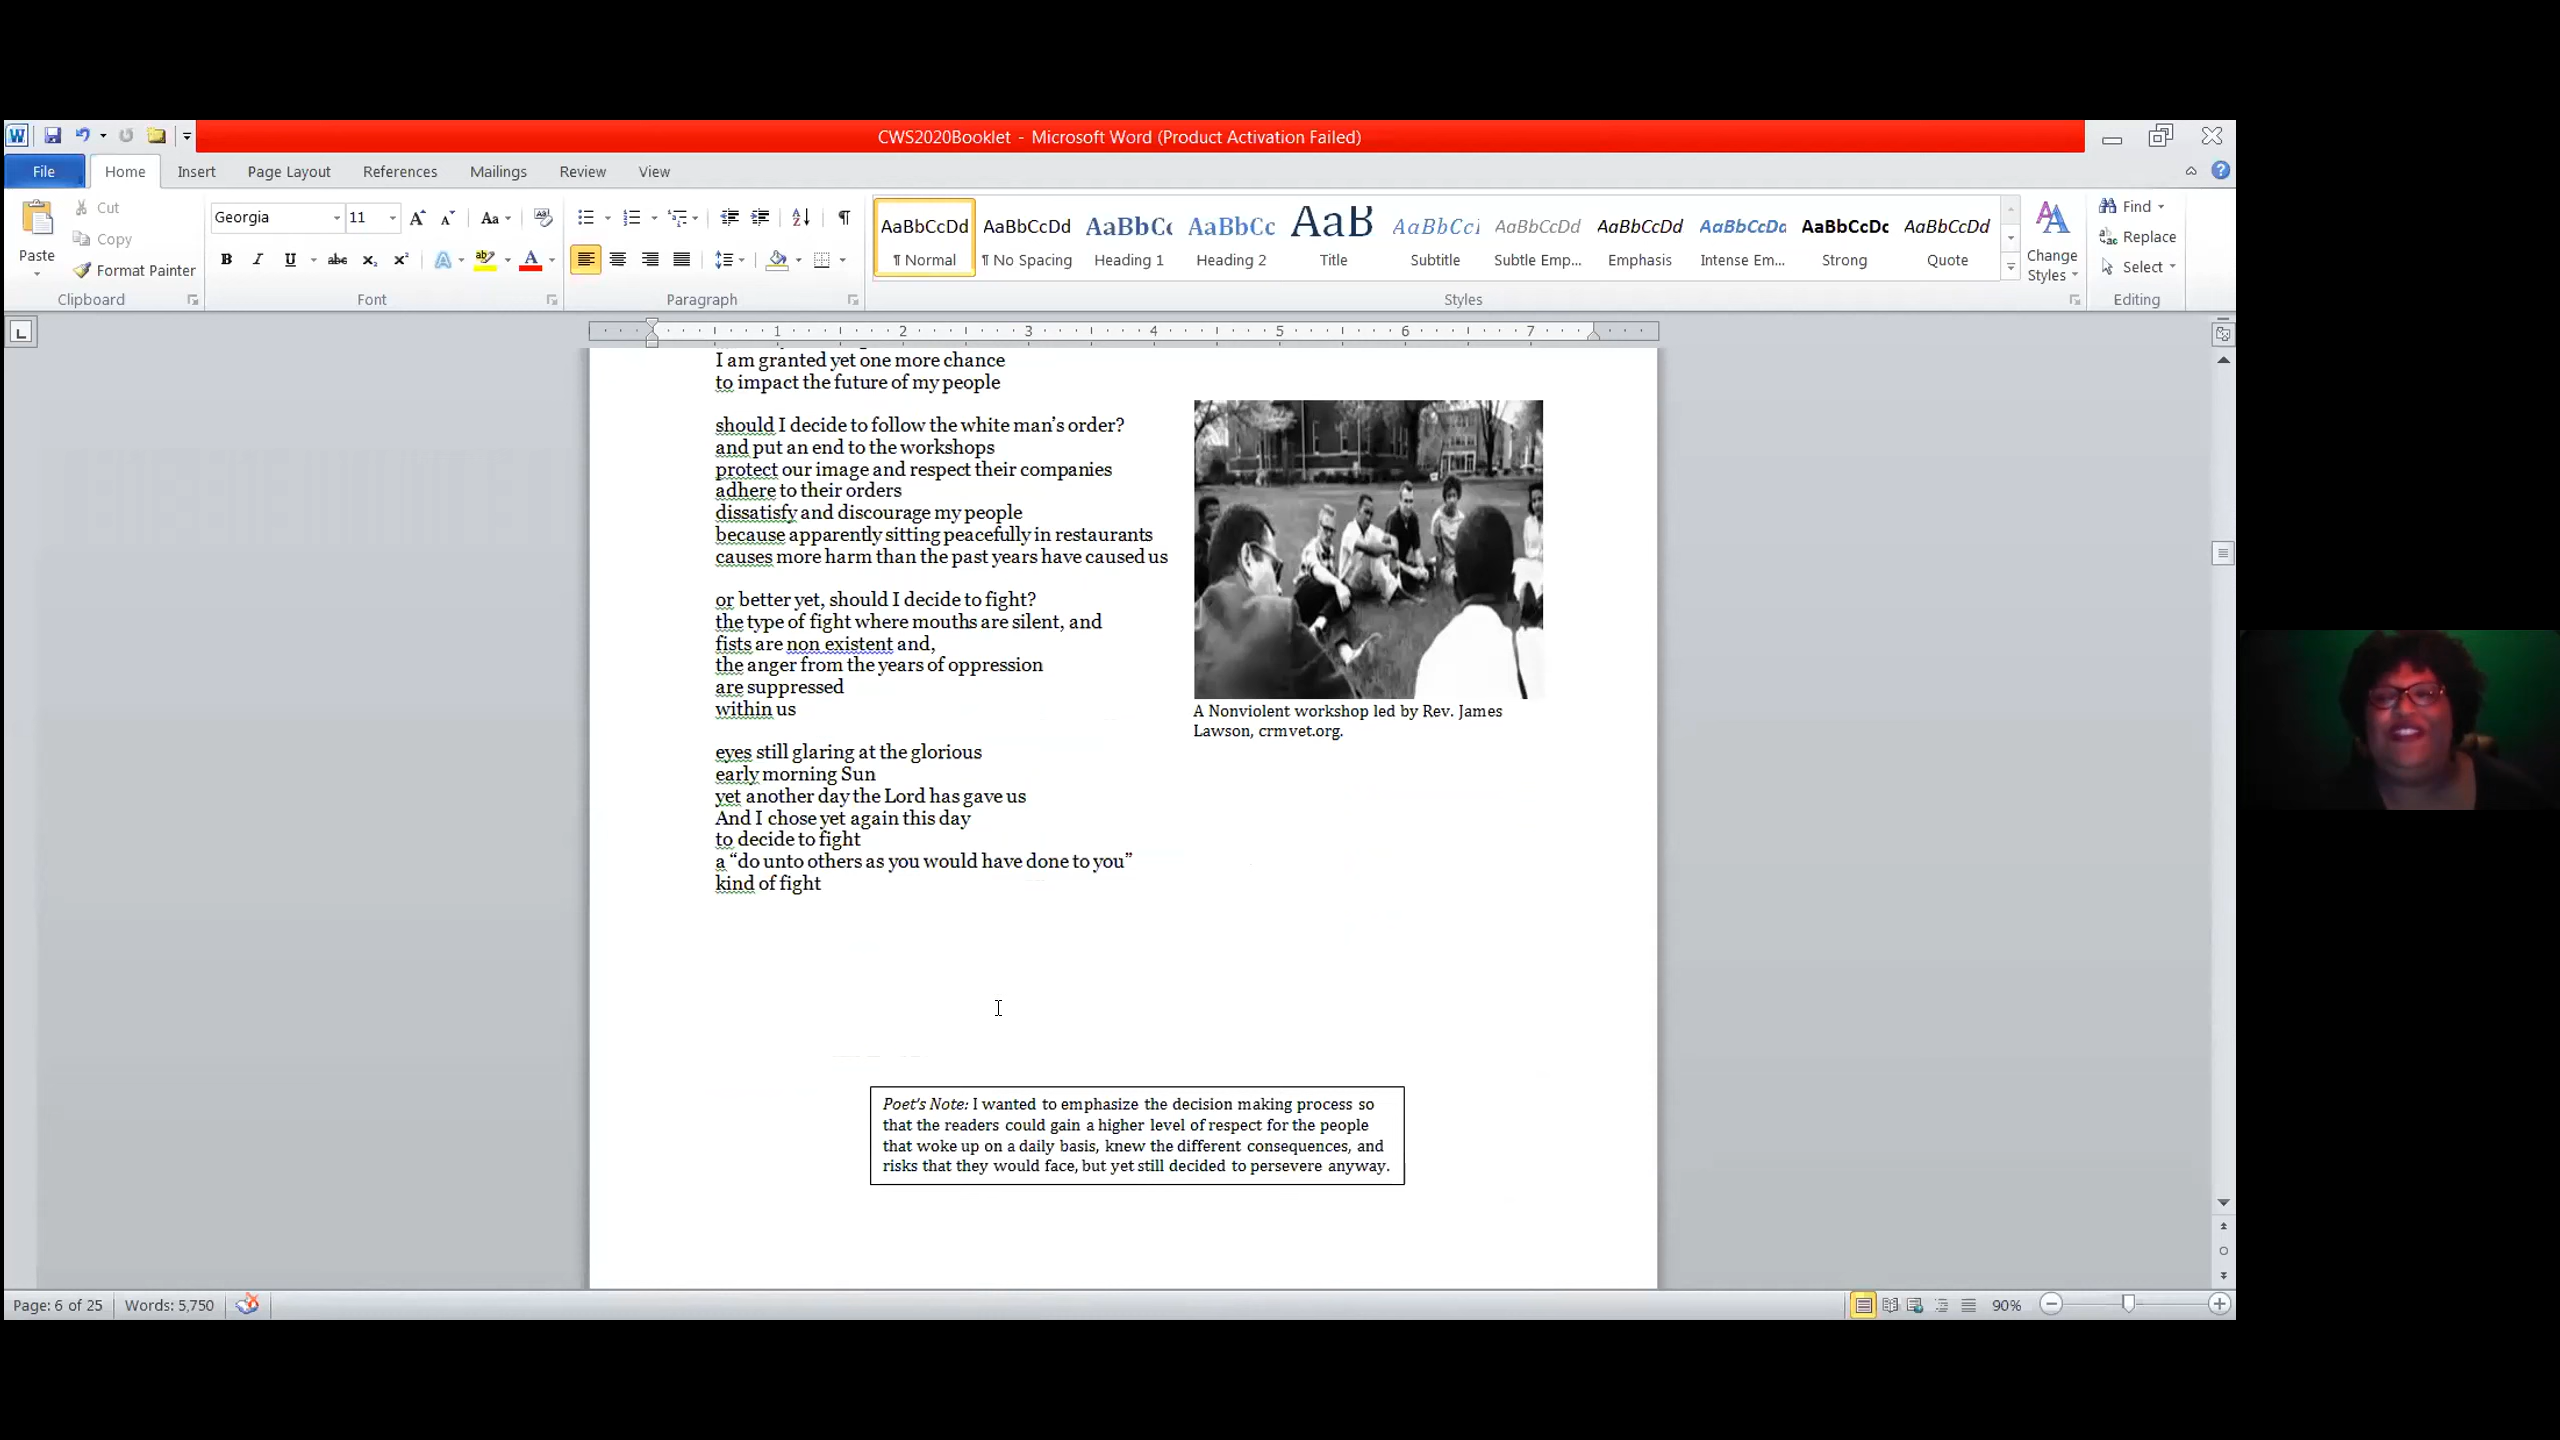 CWS2020Booklet - Microsoft Word (Product Activation Failed)
File Home Insert Page Layout References Mailings Review View
Paste
Cut
Copy
Format Painter
Clipboard
Georgia 11
Font
Paragraph
AaBbCcDd AaBbCcDd AaBbCc AaBbCc AaB AaBbCcI AaBbCcDd AaBbCcDd AaBbCcDd AaBbCcDc AaBbCcDd
¶ Normal ¶ No Spacing Heading 1 Heading 2 Title Subtitle Subtle Emp... Emphasis Intense Em... Strong Quote
Styles
Change
Styles
Find
Replace
Select
Editing
1 2 3 4 5 6 7
I am granted yet one more chance
to impact the future of my people
should I decide to follow the white man’s order?
and put an end to the workshops
protect our image and respect their companies
adhere to their orders
dissatisfy and discourage my people
because apparently sitting peacefully in restaurants
causes more harm than the past years have caused us
or better yet, should I decide to fight?
the type of fight where mouths are silent, and
fists are non existent and,
the anger from the years of oppression
are suppressed
within us
eyes still glaring at the glorious
early morning Sun
yet another day the Lord has gave us
And I chose yet again this day
to decide to fight
a “do unto others as you would have done to you”
kind of fight
A Nonviolent workshop led by Rev. James
Lawson, crmvet.org.
Poet’s Note: I wanted to emphasize the decision making process so
that the readers could gain a higher level of respect for the people
that woke up on a daily basis, knew the different consequences, and
risks that they would face, but yet still decided to persevere anyway.
Page: 6 of 25 Words: 5,750 90%